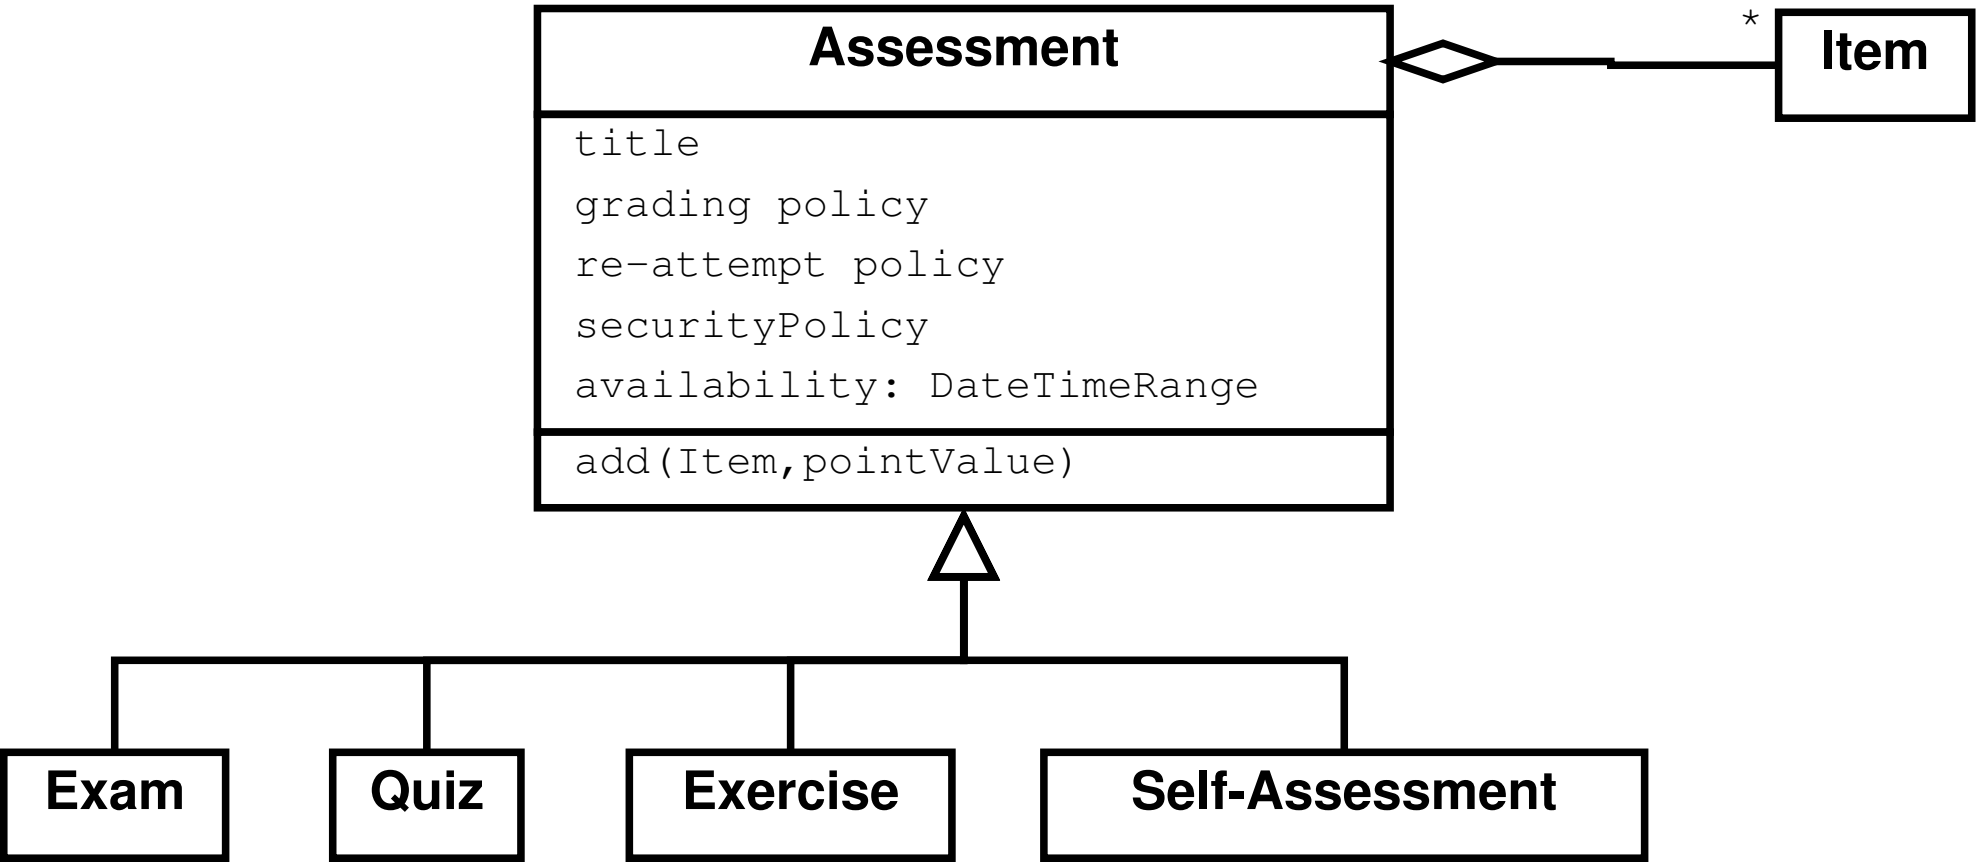 Assessment
*
Item
title
grading policy
re-attempt policy
securityPolicy
availability: DateTimeRange
add(Item,pointValue)
Exam
Quiz
Exercise
Self-Assessment